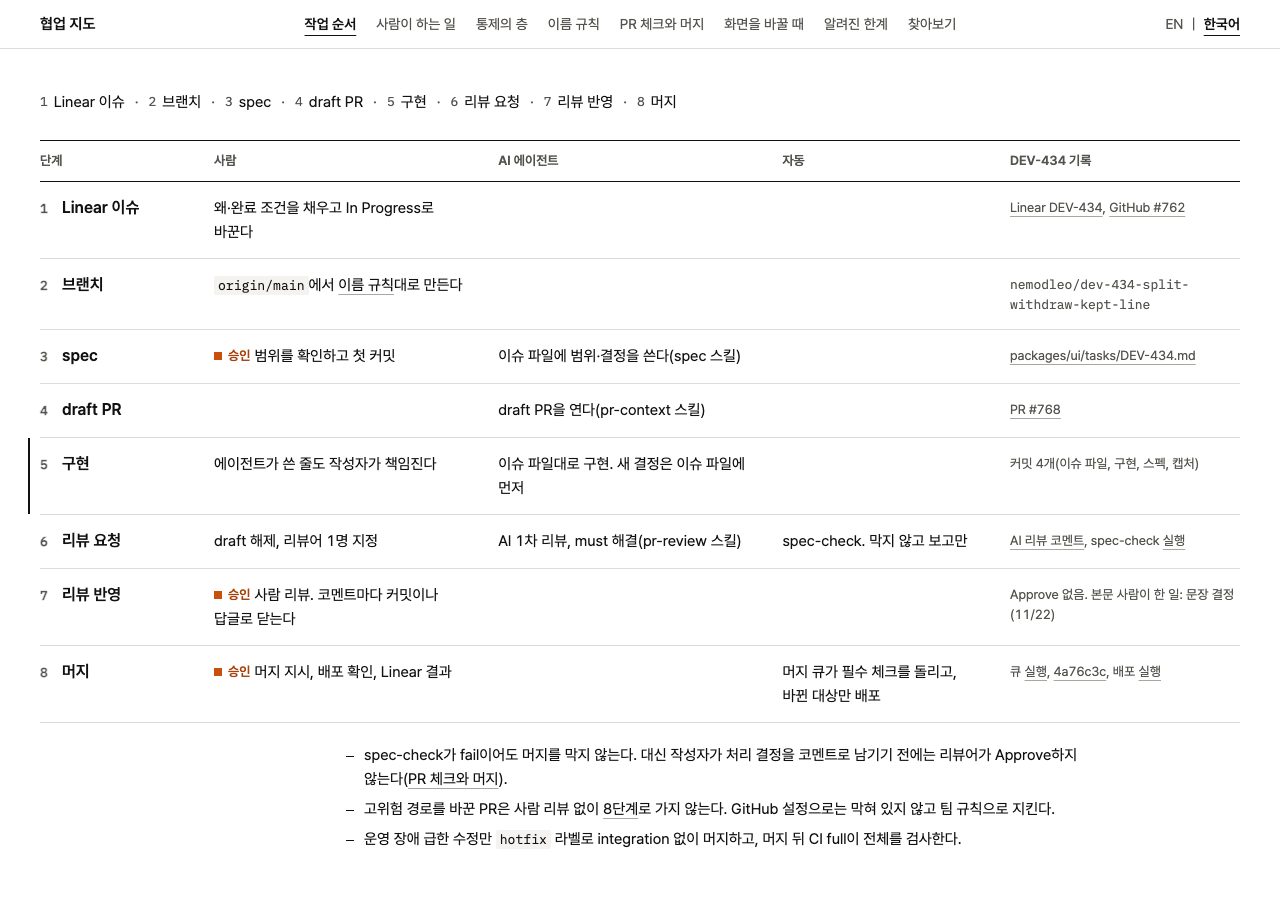 협업 지도
작업 순서 사람이 하는 일 통제의 층 이름 규칙 PR 체크와 머지 화면을 바꿀 때 알려진 한계 찾아보기
EN | 한국어
1 Linear 이슈 · 2 브랜치 · 3 spec · 4 draft PR · 5 구현 · 6 리뷰 요청 · 7 리뷰 반영 · 8 머지
단계 사람 AI 에이전트 자동 DEV-434 기록
1 Linear 이슈
왜·완료 조건을 채우고 In Progress로
바꾼다
Linear DEV-434, GitHub #762
2 브랜치
origin/main에서 이름 규칙대로 만든다
nemodleo/dev-434-split-
withdraw-kept-line
3 spec
승인 범위를 확인하고 첫 커밋
이슈 파일에 범위·결정을 쓴다(spec 스킬)
packages/ui/tasks/DEV-434.md
4 draft PR
draft PR을 연다(pr-context 스킬)
PR #768
5 구현
에이전트가 쓴 줄도 작성자가 책임진다
이슈 파일대로 구현. 새 결정은 이슈 파일에
먼저
커밋 4개(이슈 파일, 구현, 스펙, 캡처)
6 리뷰 요청
draft 해제, 리뷰어 1명 지정
AI 1차 리뷰, must 해결(pr-review 스킬)
spec-check. 막지 않고 보고만
AI 리뷰 코멘트, spec-check 실행
7 리뷰 반영
승인 사람 리뷰. 코멘트마다 커밋이나
답글로 닫는다
Approve 없음. 본문 사람이 한 일: 문장 결정
(11/22)
8 머지
승인 머지 지시, 배포 확인, Linear 결과
머지 큐가 필수 체크를 돌리고,
바뀐 대상만 배포
큐 실행, 4a76c3c, 배포 실행
– spec-check가 fail이어도 머지를 막지 않는다. 대신 작성자가 처리 결정을 코멘트로 남기기 전에는 리뷰어가 Approve하지
않는다(PR 체크와 머지).
– 고위험 경로를 바꾼 PR은 사람 리뷰 없이 8단계로 가지 않는다. GitHub 설정으로는 막혀 있지 않고 팀 규칙으로 지킨다.
– 운영 장애 급한 수정만 hotfix 라벨로 integration 없이 머지하고, 머지 뒤 CI full이 전체를 검사한다.